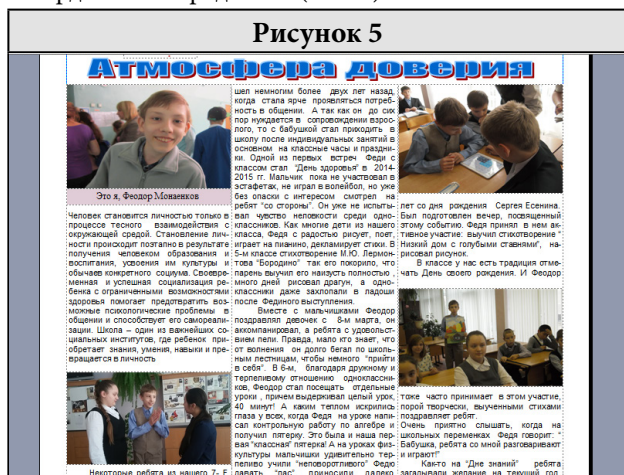 Рисунок 5
Атмосфера доверия
Это я, Феодор Монаенков
Человек становится личностью только в
процессе тесного взаимодействия с
окружающей средой. Становление лич-
ности происходит поэтапно в результате
получения человеком образования и
воспитания, усвоения им культуры и
обычаев конкретного социума. Своевре-
менная и успешная социализация ре-
бенка с ограниченными возможностями
здоровья помогает предотвратить воз-
можные психологические проблемы в
общении и способствует его самореали-
зации. Школа – один из важнейших со-
циальных институтов, где ребенок при-
обретает знания, умения, навыки и пре-
вращается в личность
Некоторые ребята из нашего 7- Е
шел немногим более двух лет назад,
когда стала ярче проявляться потреб-
ность в общении. А так как он до сих
пор нуждается в сопровождении взрос-
лого, то с бабушкой стал приходить в
школу после индивидуальных занятий в
основном на классные часы и праздни-
ки. Одной из первых встреч Феди с
классом стал "День здоровья" в 2014-
2015 гг. Мальчик пока не участвовал в
эстафетах, не играл в волейбол, но уже
без опаски с интересом смотрел на
ребят "со стороны". Он уже не испыты-
вал чувство неловкости среди одно-
классников. Как многие дети из нашего
класса, Федя с радостью рисует, поет,
играет на пианино, декламирует стихи. В
5-м классе стихотворение М.Ю. Лермон-
това "Бородино" так его покорило, что
парень выучил его наизусть полностью ,
много дней рисовал драгун, а одно-
классники даже захлопали в ладоши
после Фединого выступления.
Вместе с мальчишками Феодор
поздравлял девочек с 8-м марта, он
аккомпанировал, а ребята с удовольст-
вием пели. Правда, мало кто знает, что
от волнения он долго бегал по школь-
ным лестницам, чтобы немного "прийти
в себя". В 6-м, благодаря дружному и
терпеливому отношению одноклассни-
ков, Феодор стал посещать отдельные
уроки , причем выдерживал целый урок,
40 минут! А каким теплом искрились
глаза у всех, когда Федя на уроке напи-
сал контрольную работу по алгебре и
получил пятерку. Это была и наша пер-
вая "классная" пятерка! А на уроках физ-
культуры мальчишки удивительно тер-
пеливо учили "неповоротливого" Федю
давать "пас", приносили далеко
лет со дня рождения Сергея Есенина.
Был подготовлен вечер, посвященный
этому событию. Федя принял в нем ак-
тивное участие: выучил стихотворение "
Низкий дом с голубыми ставнями", на-
рисовал рисунок.
В классе у нас есть традиция отме-
чать День своего рождения. И Феодор
тоже часто принимает в этом участие,
порой творчески, выученными стихами
поздравляет ребят.
Очень приятно слышать, когда на
школьных переменках Федя говорит: "
Бабушка, ребята со мной разговаривают
и играют!"
Как-то на "Дне знаний" ребята
загадывали желание на текущий год